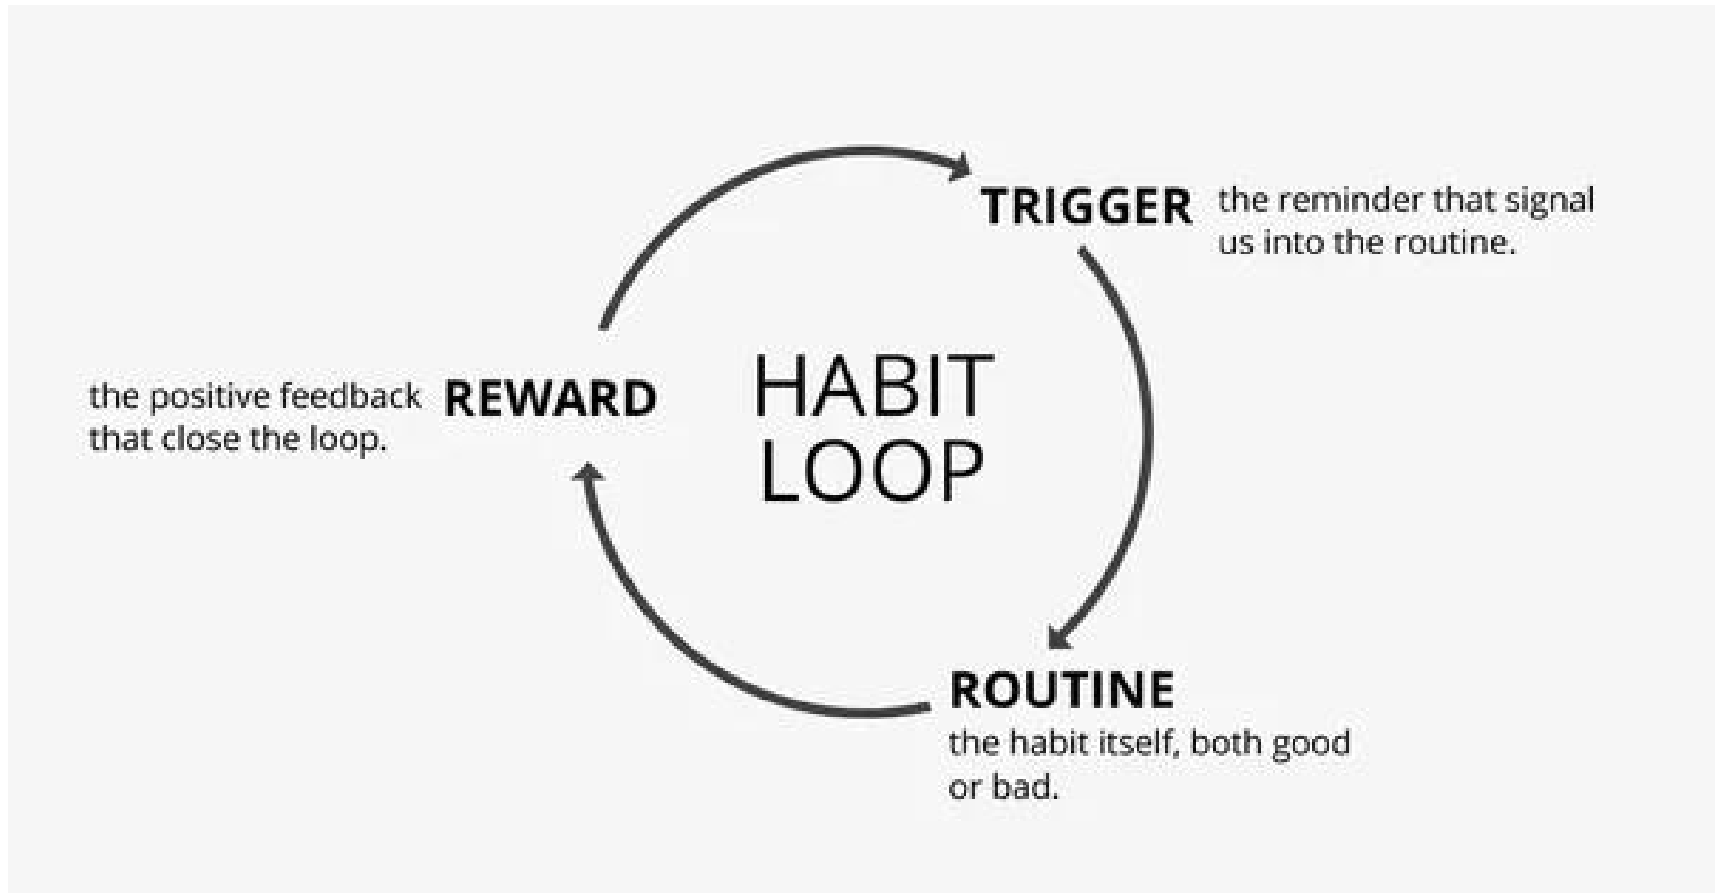 TRIGGER
the reminder that signal
us into the routine.
HABIT
LOOP
the positive feedback
that close the loop.
REWARD
ROUTINE
the habit itself, both good
or bad.